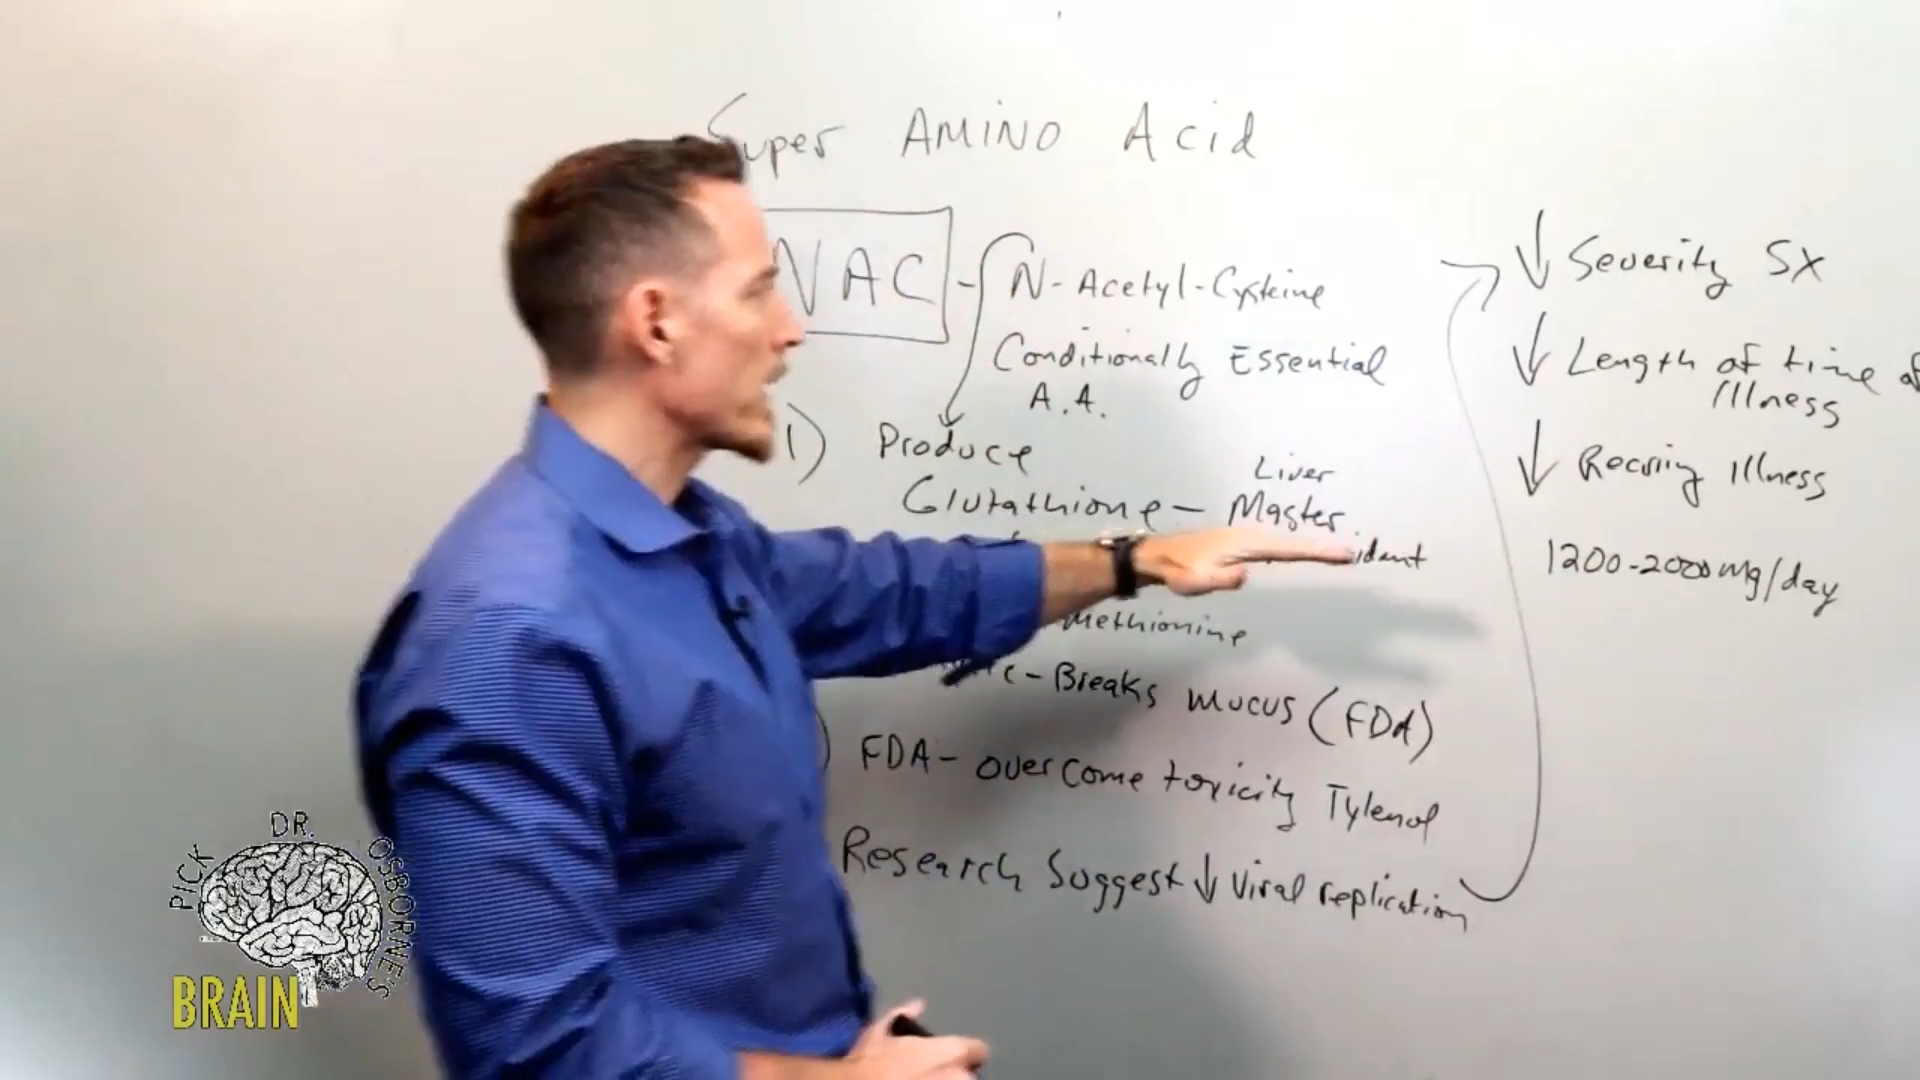 Super AMINO Acid
NAC - N-Acetyl-Cysteine
Conditionally Essential
A.A.
1) Produce
Glutathione - Master
Liver
Methionine
- Breaks Mucus (FDA)
) FDA - overcome toxicity Tylenol
Research Suggest ↓ Viral replication
↓ Severity SX
↓ Length of time of
Illness
↓ Recurring Illness
1200-2000mg/day
PICK
DR.
OSBORNE'S
BRAIN